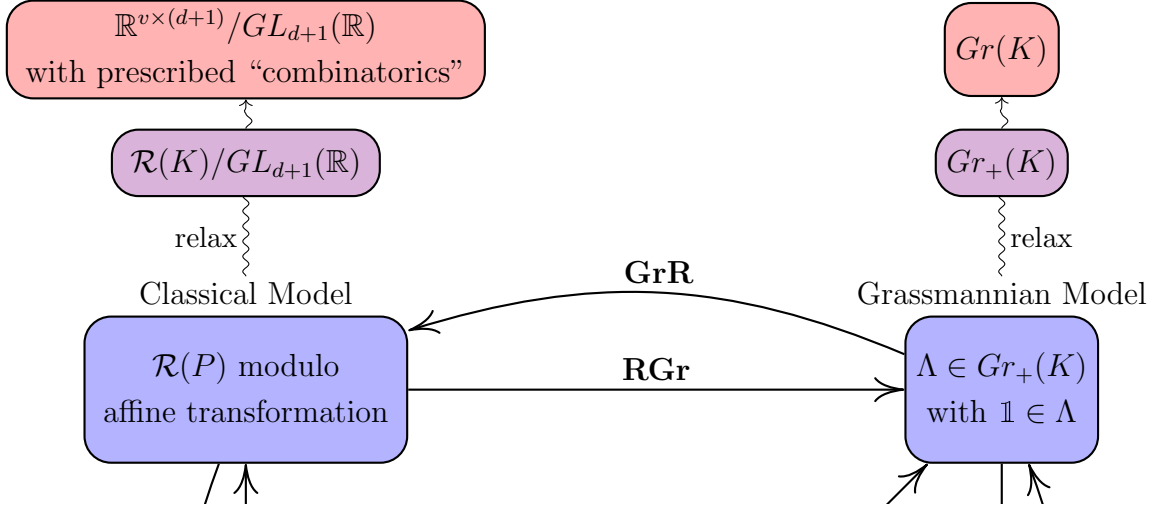 ℝ^{v×(d+1)}/GL_{d+1}(ℝ)
with prescribed “combinatorics”
Gr(K)
𝓡(K)/GL_{d+1}(ℝ)
Gr_+(K)
relax
relax
Classical Model
Grassmannian Model
GrR
𝓡(P) modulo
affine transformation
RGr
Λ ∈ Gr_+(K)
with 𝟙 ∈ Λ